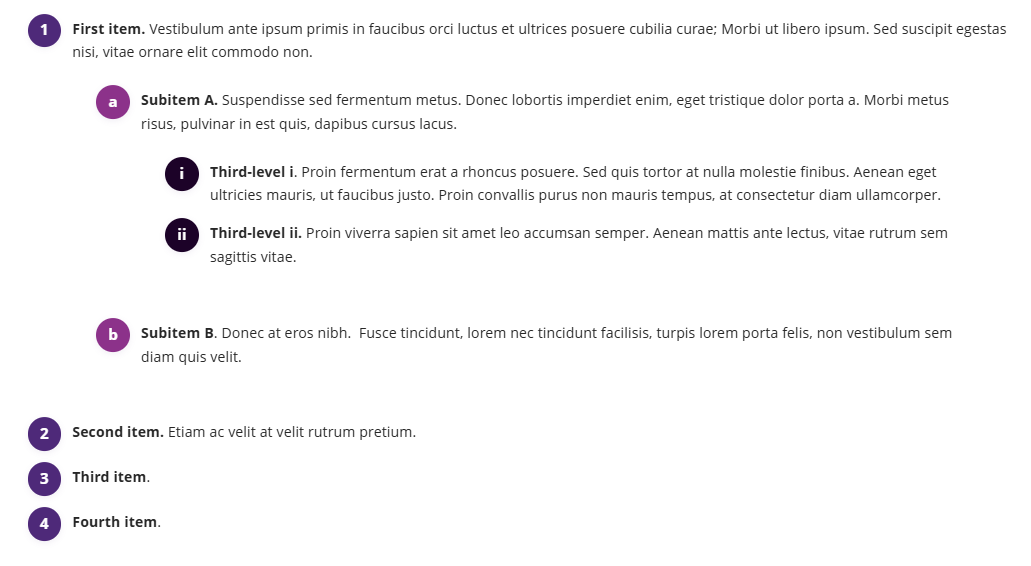 1 First item. Vestibulum ante ipsum primis in faucibus orci luctus et ultrices posuere cubilia curae; Morbi ut libero ipsum. Sed suscipit egestas
nisi, vitae ornare elit commodo non.
a Subitem A. Suspendisse sed fermentum metus. Donec lobortis imperdiet enim, eget tristique dolor porta a. Morbi metus
risus, pulvinar in est quis, dapibus cursus lacus.
i Third-level i. Proin fermentum erat a rhoncus posuere. Sed quis tortor at nulla molestie finibus. Aenean eget
ultricies mauris, ut faucibus justo. Proin convallis purus non mauris tempus, at consectetur diam ullamcorper.
ii Third-level ii. Proin viverra sapien sit amet leo accumsan semper. Aenean mattis ante lectus, vitae rutrum sem
sagittis vitae.
b Subitem B. Donec at eros nibh.  Fusce tincidunt, lorem nec tincidunt facilisis, turpis lorem porta felis, non vestibulum sem
diam quis velit.
2 Second item. Etiam ac velit at velit rutrum pretium.
3 Third item.
4 Fourth item.